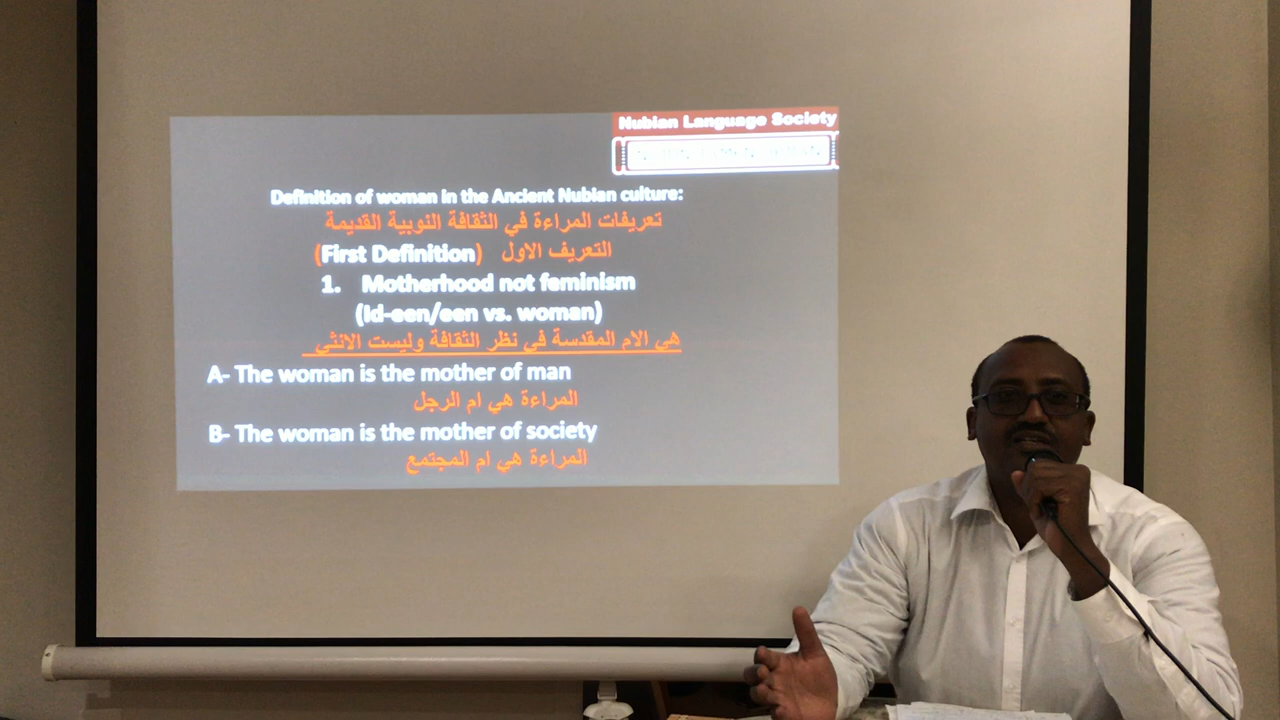 Nubian Language Society
Definition of woman in the Ancient Nubian culture:
تعريفات المراءة في الثقافة النوبية القديمة
(First Definition) التعريف الاول
1. Motherhood not feminism
(Id-een/een vs. woman)
هي الام المقدسة في نظر الثقافة وليست الانثي
A- The woman is the mother of man
المراءة هي ام الرجل
B- The woman is the mother of society
المراءة هي ام المجتمع